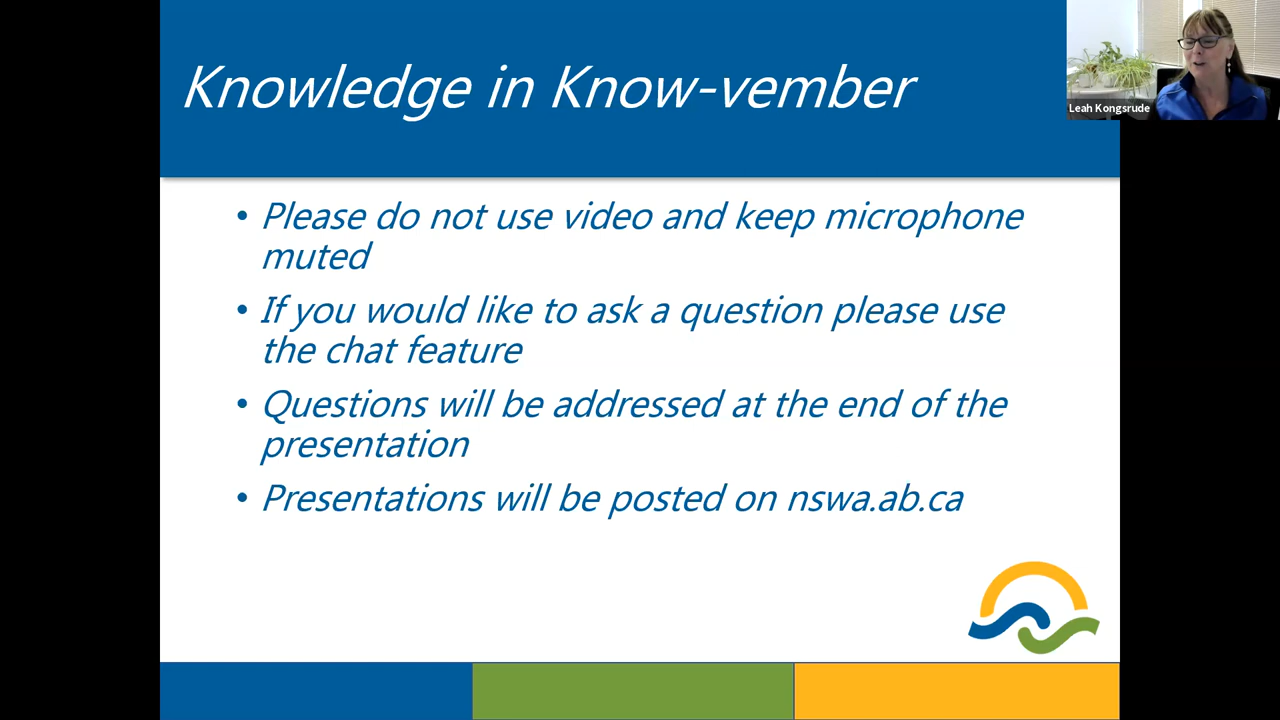 Knowledge in Know-vember
Leah Kongsrude
• Please do not use video and keep microphone
muted
• If you would like to ask a question please use
the chat feature
• Questions will be addressed at the end of the
presentation
• Presentations will be posted on nswa.ab.ca